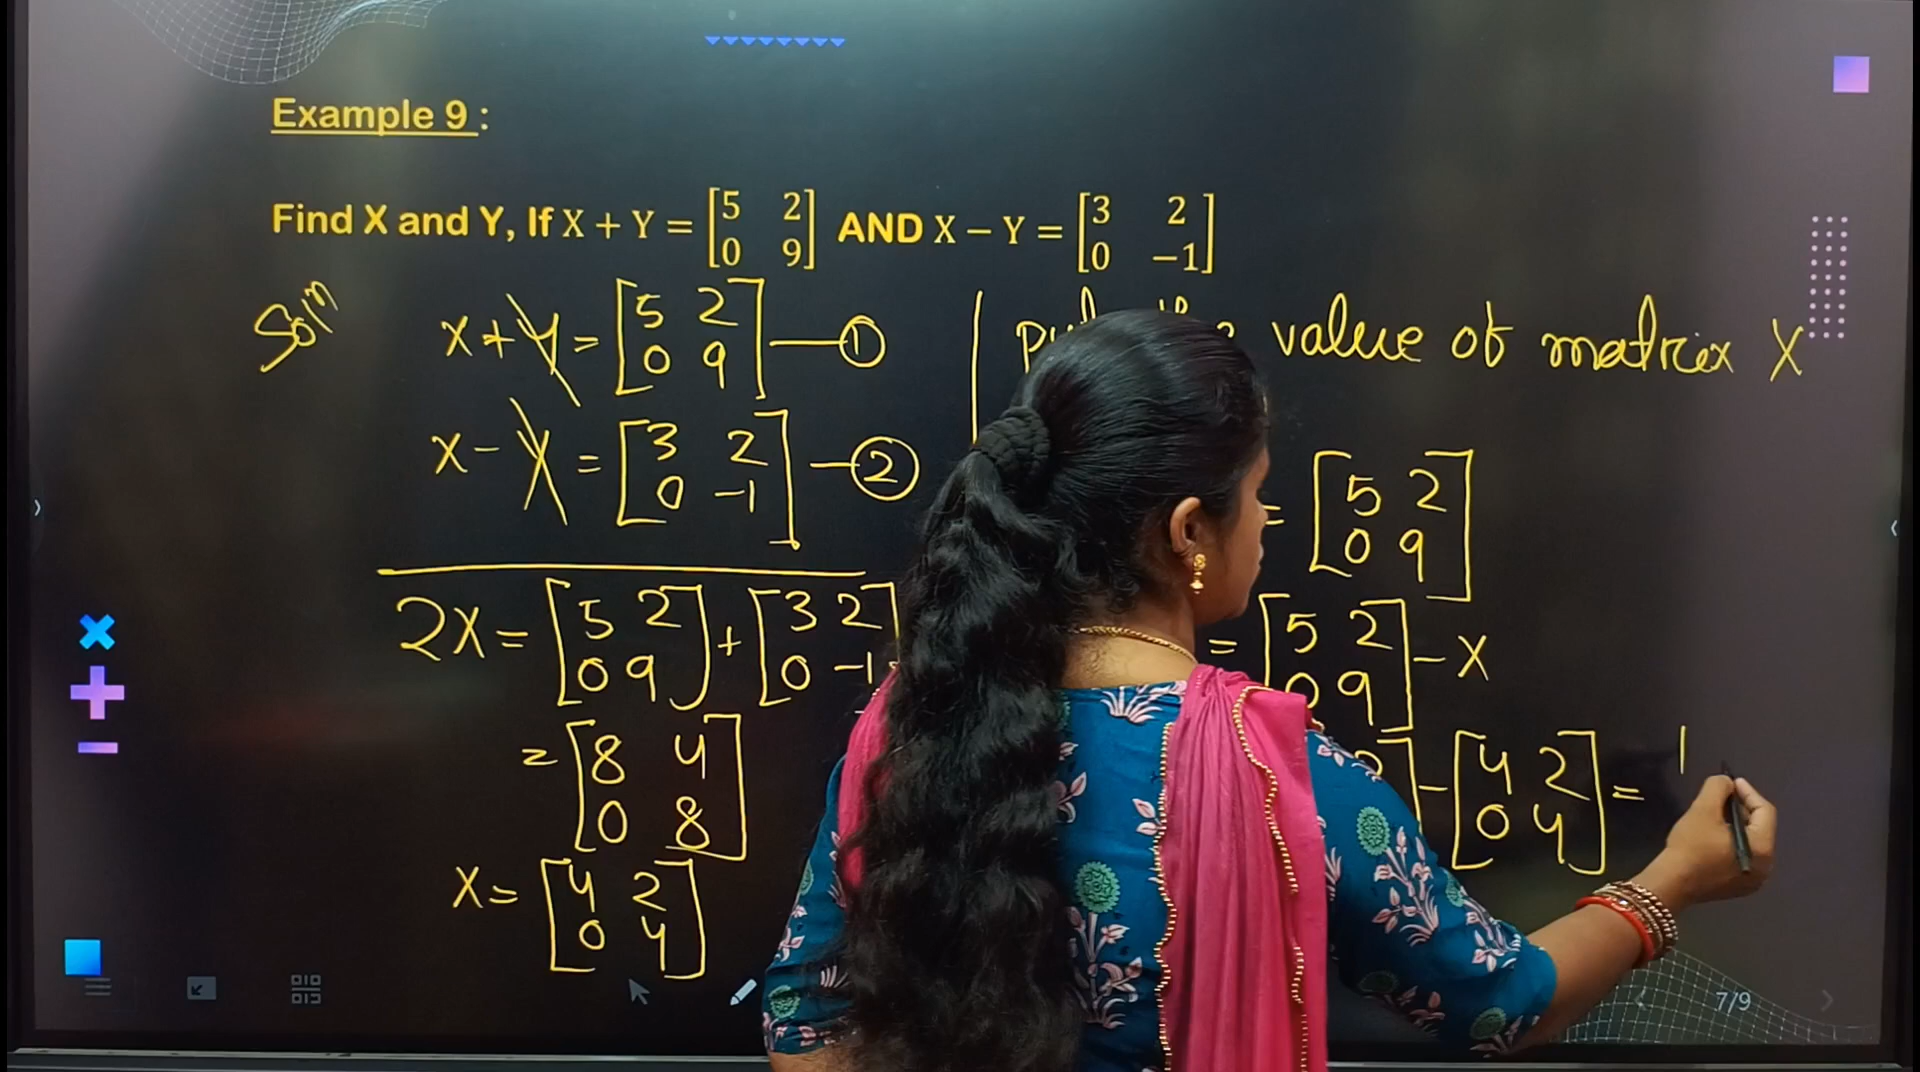 Example 9 :
Find X and Y, If X + Y = [5 2 0 9] AND X − Y = [3 2 0 −1]
Soln
X + Y = [5 2 0 9] — 1
X - Y = [3 2 0 -1] — 2
2X = [5 2 0 9] + [3 2 0 -1
= [8 4 0 8]
X = [4 2 0 4]
value of matrix X
= [5 2 0 9]
= [5 2 0 9] - X
] - [4 2 0 4] = 1
7/9